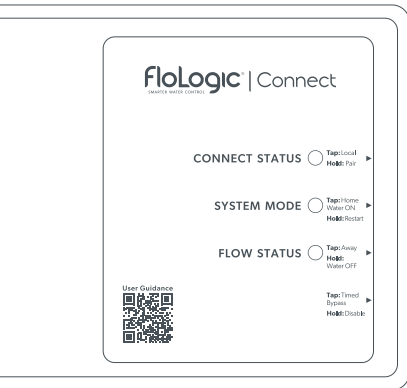 FloLogic® | Connect
SMARTER WATER CONTROL
CONNECT STATUS
Tap: Local
Hold: Pair
SYSTEM MODE
Tap: Home
Water ON
Hold: Restart
FLOW STATUS
Tap: Away
Hold:
Water OFF
User Guidance
Tap: Timed
Bypass
Hold: Disable